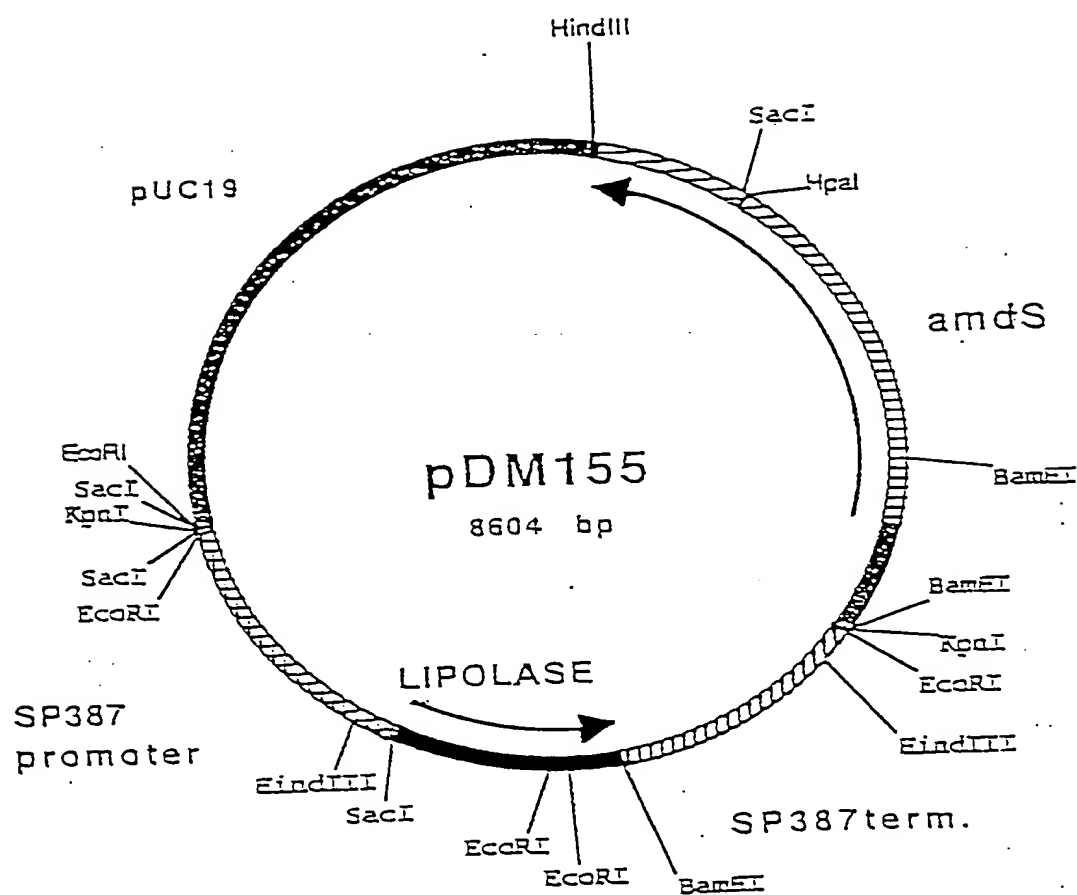 HindIII
SacI
HpaI
pUC19
amdS
EcoRI
SacI
KpnI
SacI
EcoRI
pDM155
8604 bp
BamHI
BamHI
KpnI
EcoRI
HindIII
LIPOLASE
SP387
promoter
HindIII
SacI
EcoRI
EcoRI
BamHI
SP387term.